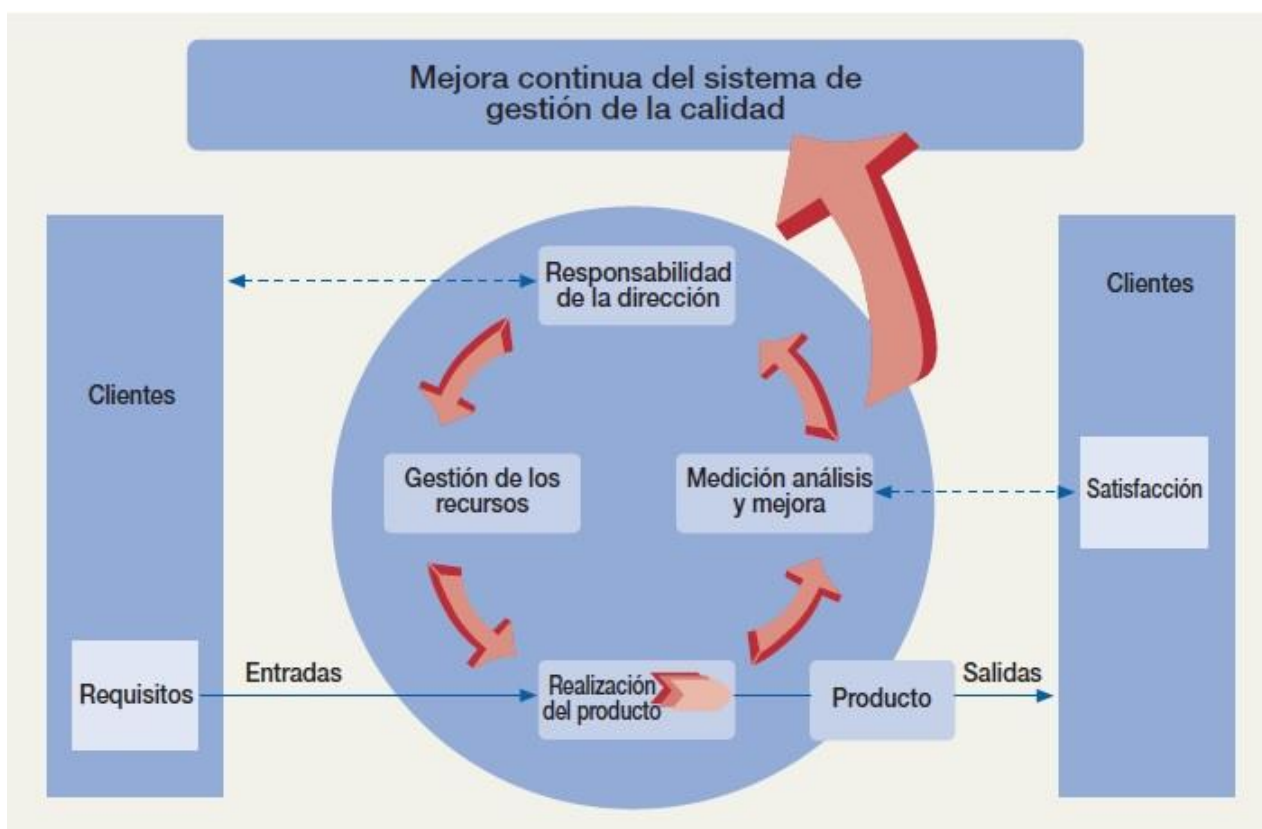 Mejora continua del sistema de
gestión de la calidad
Responsabilidad
de la dirección
Clientes
Clientes
Gestión de los
recursos
Medición análisis
y mejora
Satisfacción
Requisitos
Entradas
Realización
del producto
Producto
Salidas